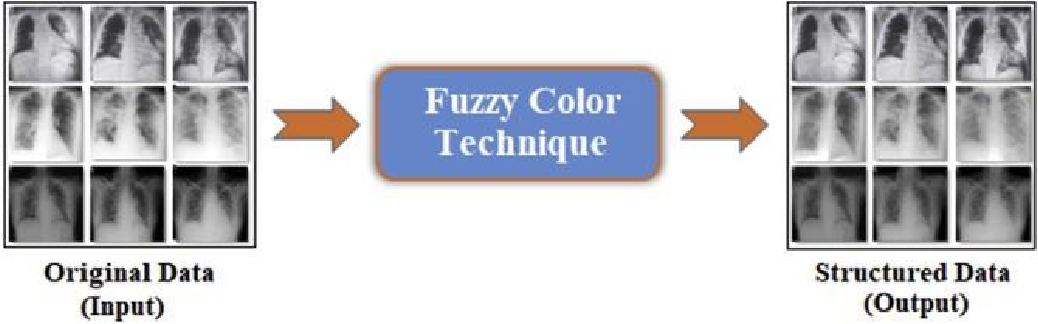 Fuzzy Color
Technique
Original Data
(Input)
Structured Data
(Output)